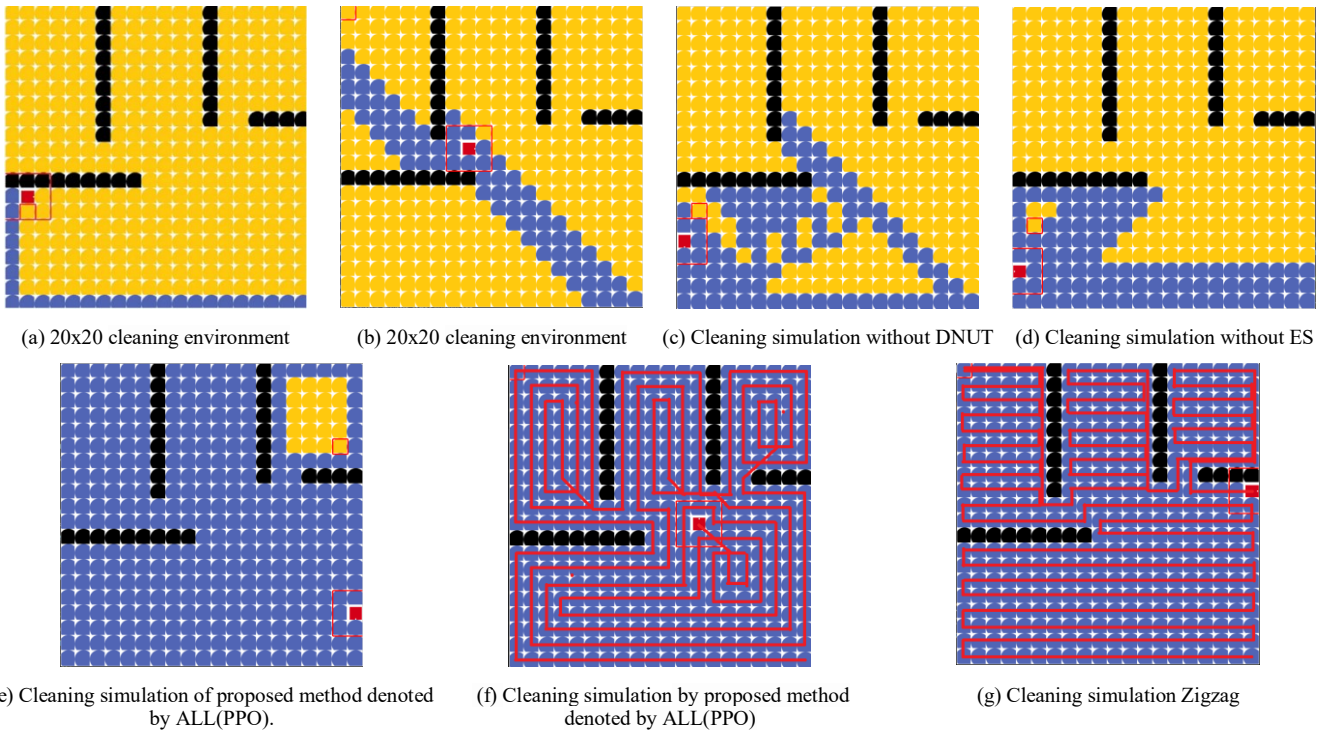 (a) 20x20 cleaning environment
(b) 20x20 cleaning environment
(c) Cleaning simulation without DNUT
(d) Cleaning simulation without ES
e) Cleaning simulation of proposed method denoted
by ALL(PPO).
(f) Cleaning simulation by proposed method
denoted by ALL(PPO)
(g) Cleaning simulation Zigzag